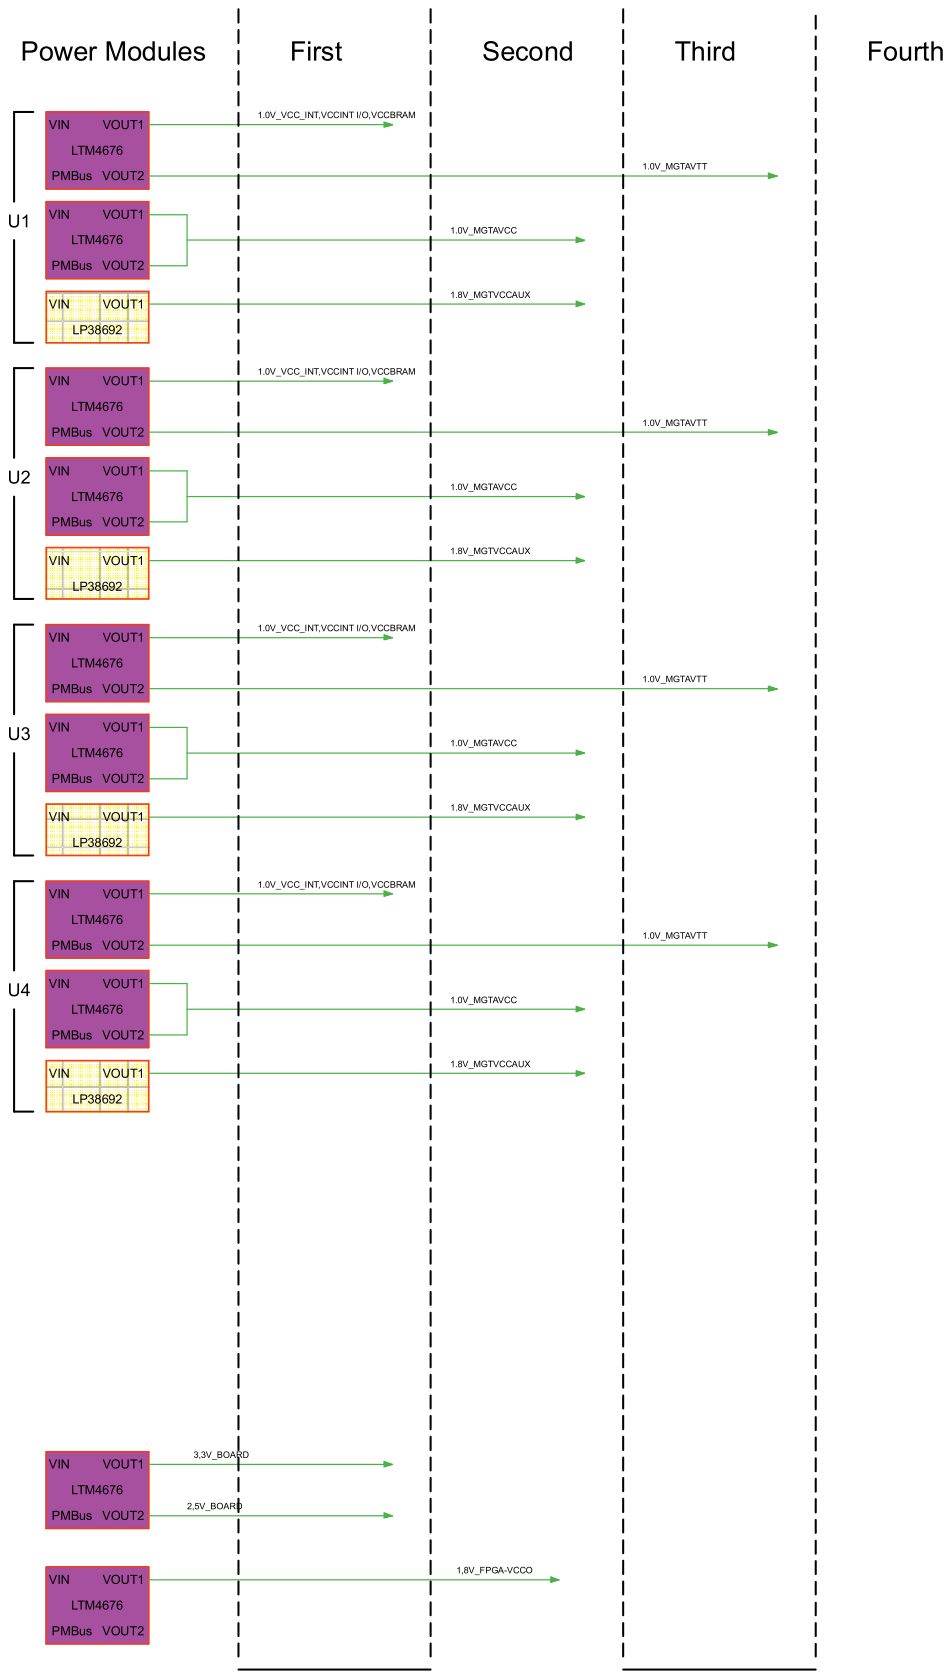 Power Modules First Second Third Fourth
1.0V_VCC_INT,VCCINT I/O,VCCBRAM
VIN VOUT1
LTM4676
1.0V_MGTAVTT
PMBus VOUT2
U1
VIN VOUT1
1.0V_MGTAVCC
LTM4676
PMBus VOUT2
1.8V_MGTVCCAUX
VIN VOUT1
LP38692
1.0V_VCC_INT,VCCINT I/O,VCCBRAM
VIN VOUT1
LTM4676
1.0V_MGTAVTT
PMBus VOUT2
U2
VIN VOUT1
1.0V_MGTAVCC
LTM4676
PMBus VOUT2
1.8V_MGTVCCAUX
VIN VOUT1
LP38692
1.0V_VCC_INT,VCCINT I/O,VCCBRAM
VIN VOUT1
LTM4676
1.0V_MGTAVTT
PMBus VOUT2
U3
VIN VOUT1
1.0V_MGTAVCC
LTM4676
PMBus VOUT2
1.8V_MGTVCCAUX
VIN VOUT1
LP38692
1.0V_VCC_INT,VCCINT I/O,VCCBRAM
VIN VOUT1
LTM4676
1.0V_MGTAVTT
PMBus VOUT2
U4
VIN VOUT1
1.0V_MGTAVCC
LTM4676
PMBus VOUT2
1.8V_MGTVCCAUX
VIN VOUT1
LP38692
3,3V_BOARD
VIN VOUT1
LTM4676
2,5V_BOARD
PMBus VOUT2
1,8V_FPGA-VCCO
VIN VOUT1
LTM4676
PMBus VOUT2